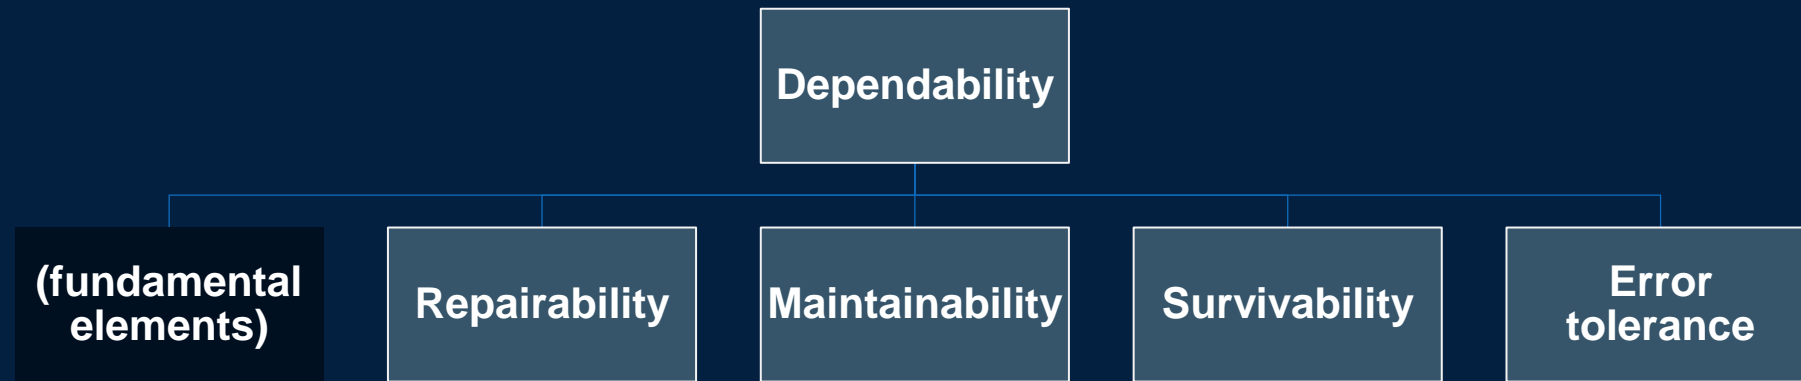 Dependability
(fundamental
elements)
Repairability
Maintainability
Survivability
Error
tolerance